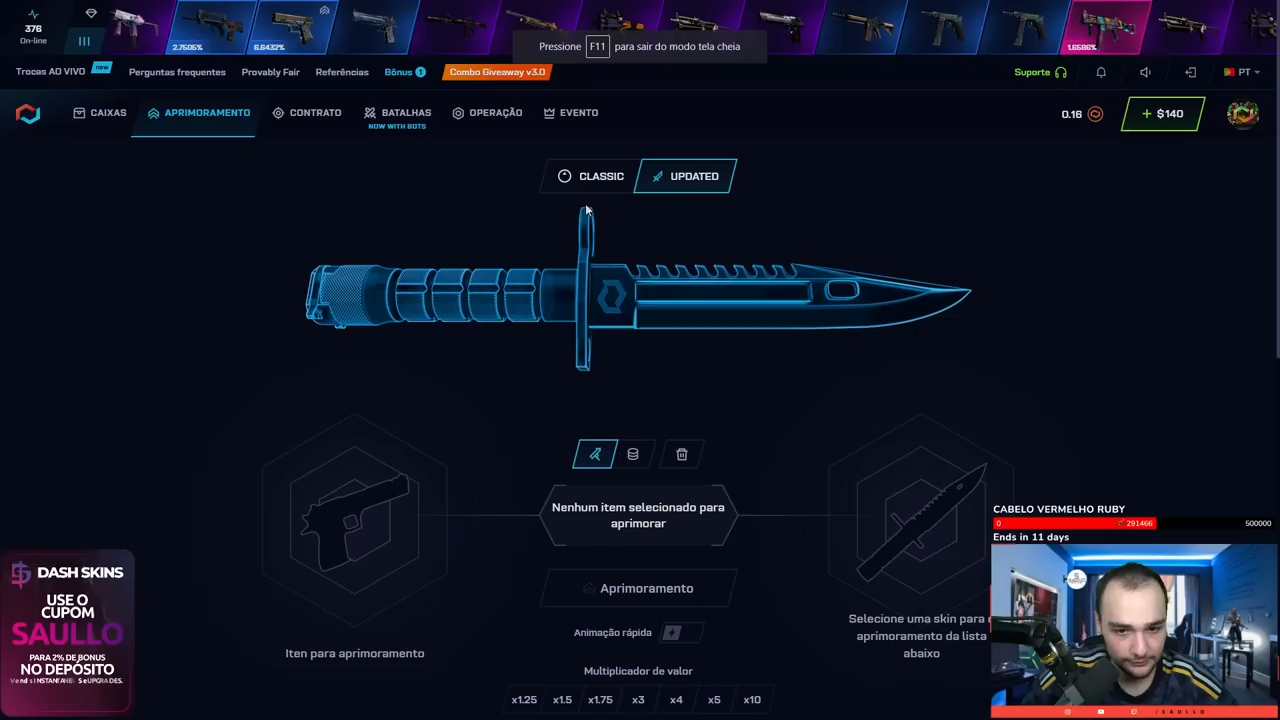 376
On-line
2.7505%
6.6432%
1.6586%
Pressione F11 para sair do modo tela cheia
Trocas AO VIVO new
Perguntas frequentes
Provably Fair
Referências
Bônus 1
Combo Giveaway v3.0
Suporte
PT
CAIXAS
APRIMORAMENTO
CONTRATO
BATALHAS
NOW WITH BOTS
OPERAÇÃO
EVENTO
0.16
+ $140
CLASSIC
UPDATED
Nenhum item selecionado para
aprimorar
Aprimoramento
Animação rápida
Multiplicador de valor
x1.25 x1.5 x1.75 x3 x4 x5 x10
Iten para aprimoramento
Selecione uma skin para
aprimoramento da lista
abaixo
CABELO VERMELHO RUBY
0 291466 500000
Ends in 11 days
DASH SKINS
USE O
CUPOM
SAULLO
PARA 2% DE BONUS
NO DEPÓSITO
SAULLO